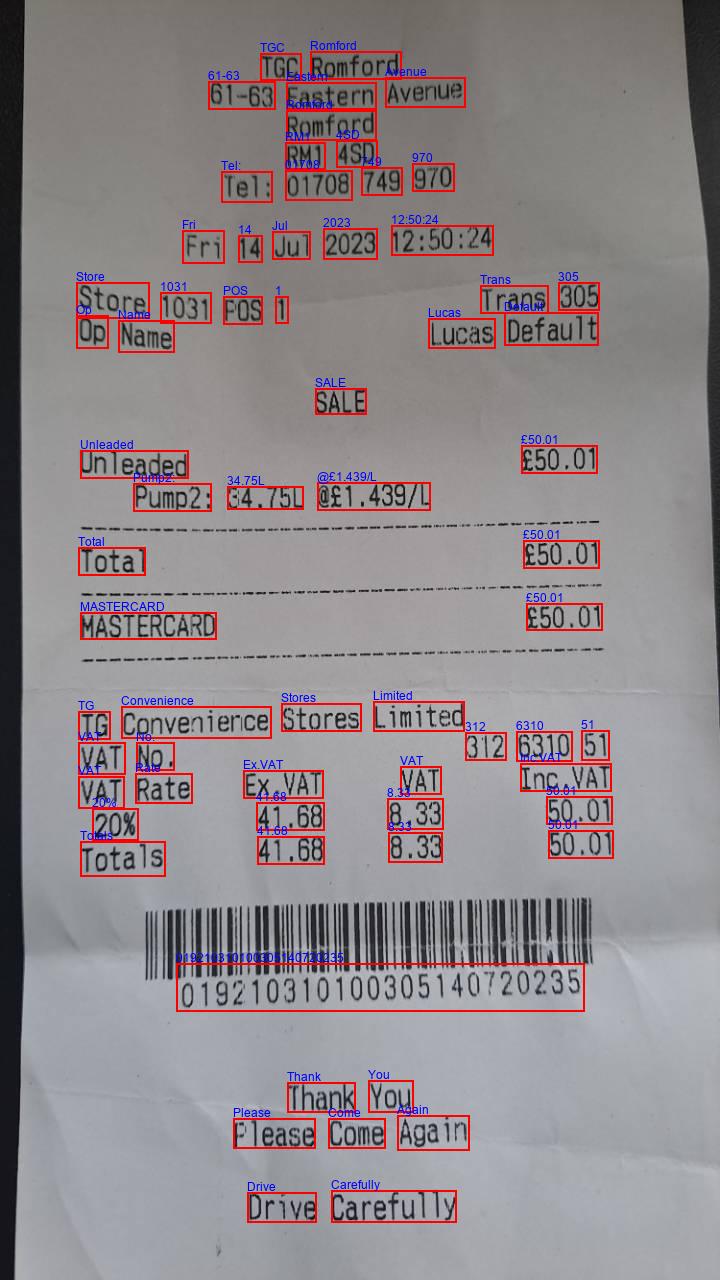 TGC Romford
61-63 Eastern Avenue
Romford
RM1 4SD
Tel: 01708 749 970
Fri 14 Jul 2023 12:50:24
Store 1031 POS 1 Trans 305
Op Name Lucas Default
SALE
Unleaded £50.01
Pump2: 34.75L @£1.439/L
Total £50.01
MASTERCARD £50.01
TG Convenience Stores Limited
VAT No. 312 6310 51
VAT Rate Ex.VAT VAT Inc.VAT
20% 41.68 8.33 50.01
Totals 41.68 8.33 50.01
01921031010030514072​0235
Thank You
Please Come Again
Drive Carefully